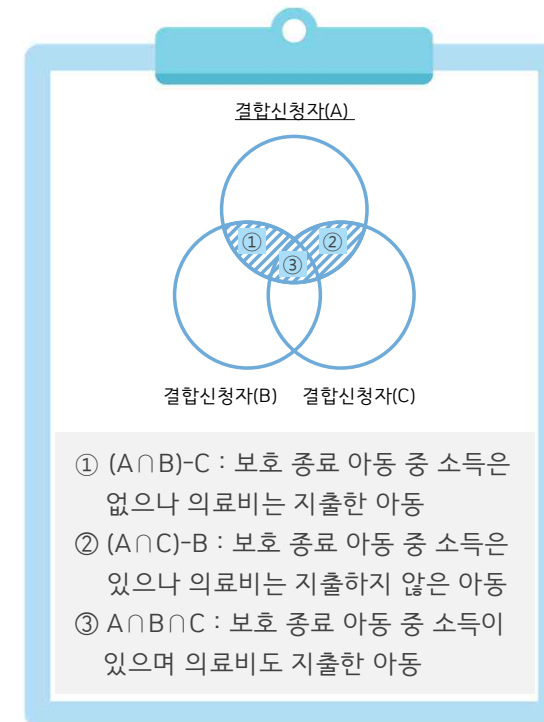 결합신청자(A)
①
②
③
결합신청자(B) 결합신청자(C)
① (A∩B)-C : 보호 종료 아동 중 소득은
없으나 의료비는 지출한 아동
② (A∩C)-B : 보호 종료 아동 중 소득은
있으나 의료비는 지출하지 않은 아동
③ A∩B∩C : 보호 종료 아동 중 소득이
있으며 의료비도 지출한 아동